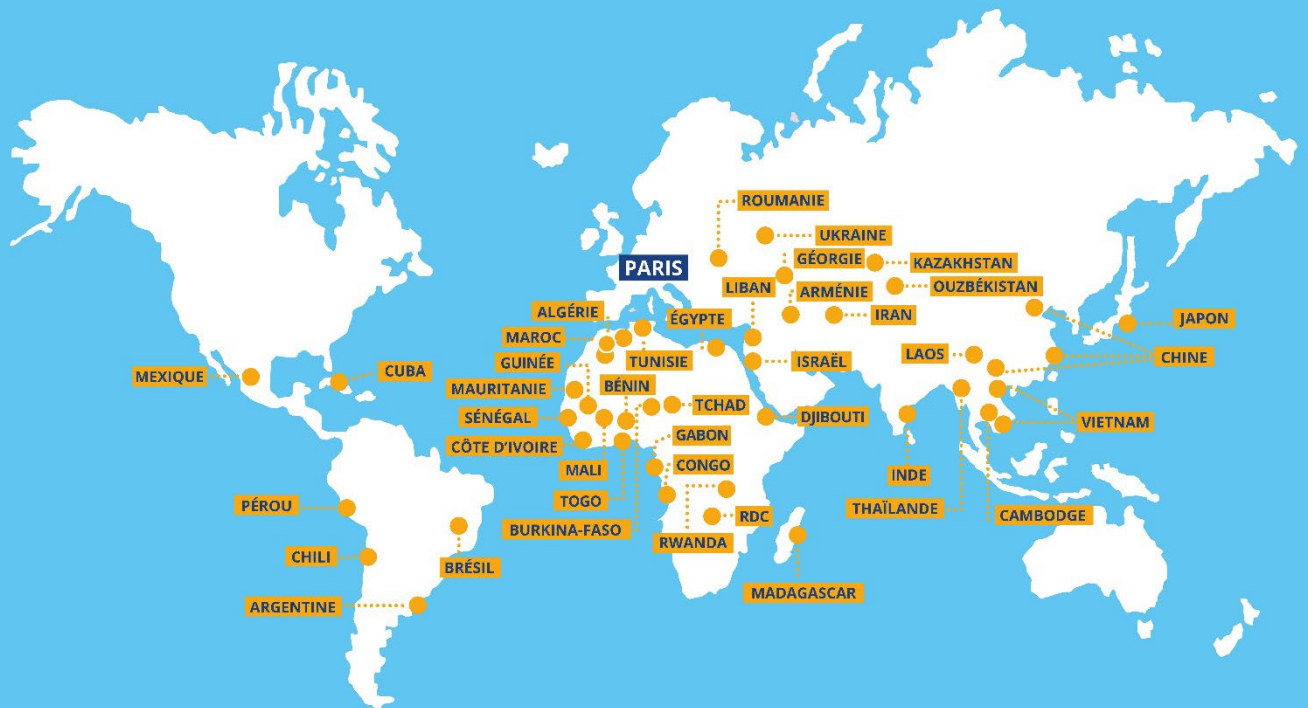 ROUMANIE
UKRAINE
GÉORGIE
KAZAKHSTAN
PARIS
LIBAN
ARMÉNIE
OUZBÉKISTAN
ALGÉRIE
ÉGYPTE
IRAN
JAPON
MAROC
GUINÉE
TUNISIE
ISRAËL
LAOS
CHINE
MEXIQUE
CUBA
MAURITANIE
BÉNIN
SÉNÉGAL
TCHAD
DJIBOUTI
VIETNAM
CÔTE D'IVOIRE
GABON
MALI
CONGO
INDE
TOGO
PÉROU
BURKINA-FASO
RWANDA
RDC
THAÏLANDE
CAMBODGE
CHILI
BRÉSIL
MADAGASCAR
ARGENTINE